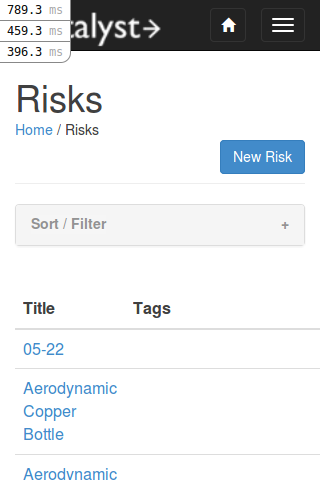 789.3 ms
459.3 ms
396.3 ms
talyst
Risks
Home / Risks
New Risk
Sort / Filter +
Title Tags
05-22
Aerodynamic
Copper
Bottle
Aerodynamic